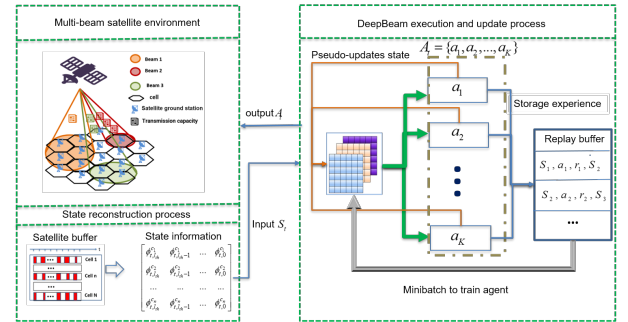 Multi-beam satellite environment
Beam 1
Beam 2
Beam 3
cell
Satellite ground station
Transmission capacity
State reconstruction process
Satellite buffer
t
Cell 1
...
Cell n
...
Cell N
State information
output A_t
Input S_t
DeepBeam execution and update process
Pseudo-updates state
A_t = {a_1, a_2, ..., a_K}
a_1
a_2
a_K
Storage experience
Replay buffer
S_1, a_1, r_1, S_2
S_2, a_2, r_2, S_3
...
Minibatch to train agent